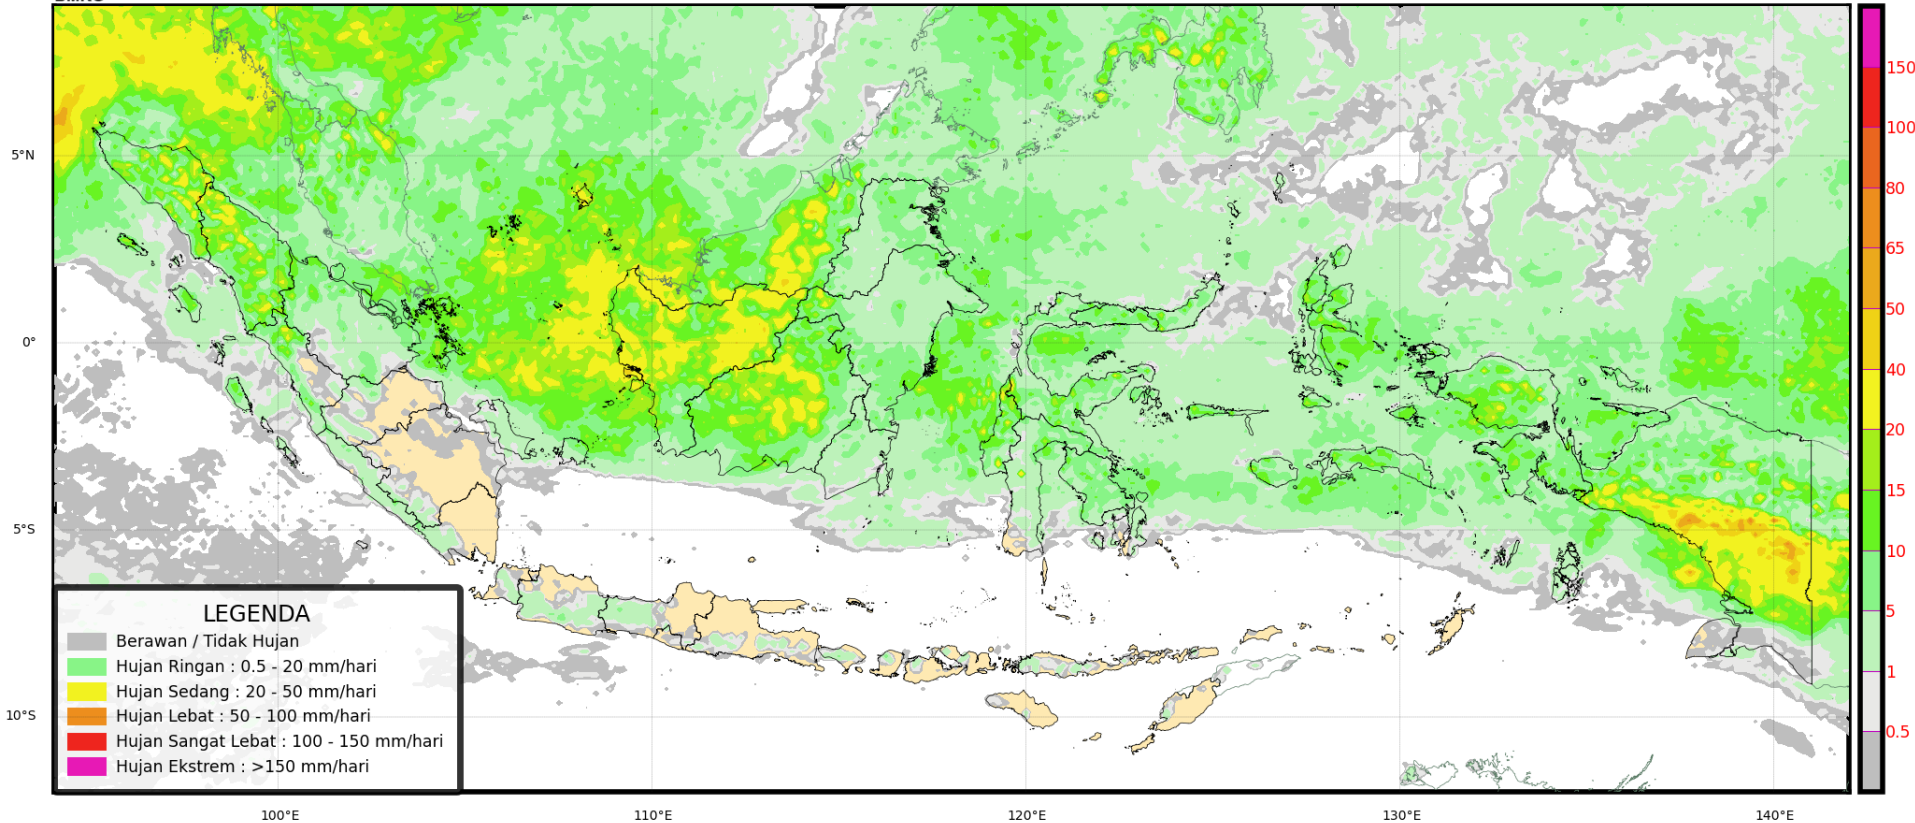 5°N
0°
5°S
10°S
100°E
110°E
120°E
130°E
140°E
LEGENDA
Berawan / Tidak Hujan
Hujan Ringan : 0.5 - 20 mm/hari
Hujan Sedang : 20 - 50 mm/hari
Hujan Lebat : 50 - 100 mm/hari
Hujan Sangat Lebat : 100 - 150 mm/hari
Hujan Ekstrem : >150 mm/hari
150
100
80
65
50
40
20
15
10
5
1
0.5